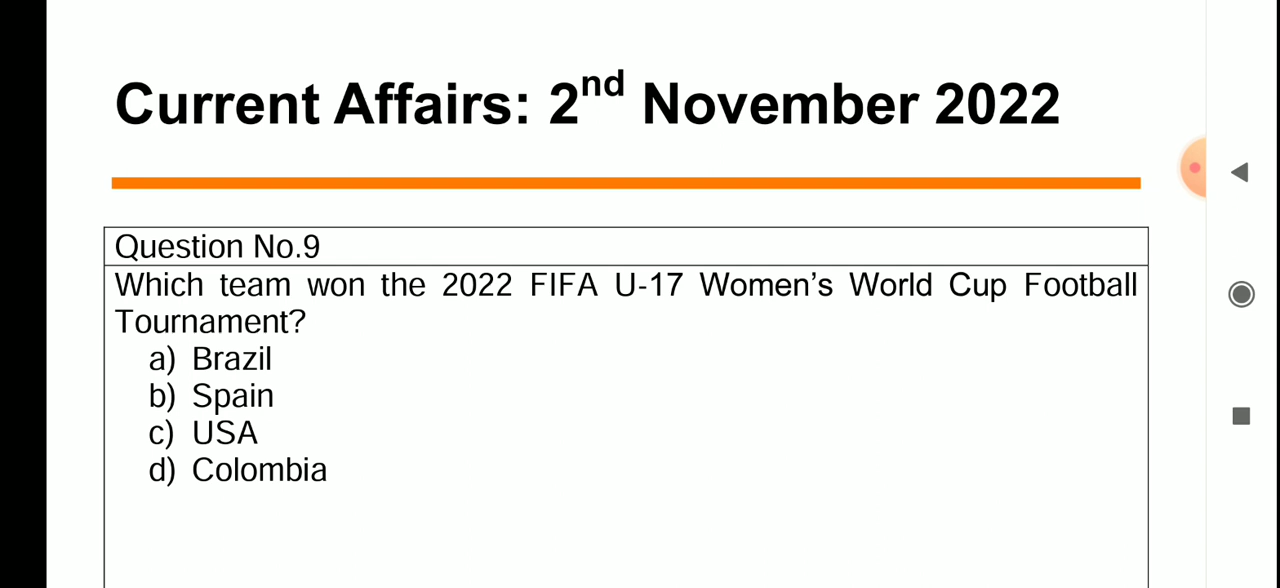 Current Affairs: 2nd November 2022
Question No.9
Which team won the 2022 FIFA U-17 Women’s World Cup Football
Tournament?
a) Brazil
b) Spain
c) USA
d) Colombia